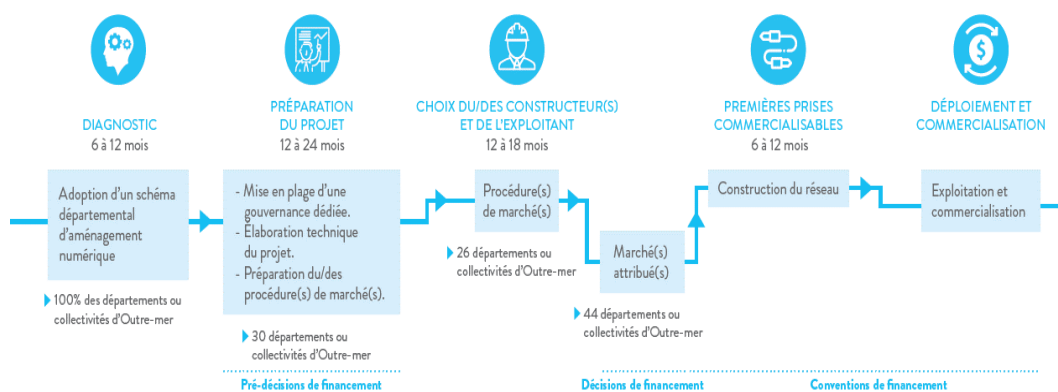 DIAGNOSTIC
6 à 12 mois
Adoption d'un schéma
départemental
d'aménagement
numérique
100% des départements ou
collectivités d'Outre-mer
PRÉPARATION
DU PROJET
12 à 24 mois
- Mise en plage d'une
gouvernance dédiée.
- Élaboration technique
du projet.
- Préparation du/des
procédure(s) de marché(s).
30 départements ou
collectivités d'Outre-mer
Pré-décisions de financement
CHOIX DU/DES CONSTRUCTEUR(S)
ET DE L'EXPLOITANT
12 à 18 mois
Procédure(s)
de marché(s)
26 départements ou
collectivités d'Outre-mer
Marché(s)
attribué(s)
44 départements ou
collectivités d'Outre-mer
Décisions de financement
PREMIÈRES PRISES
COMMERCIALISABLES
6 à 12 mois
Construction du réseau
Conventions de financement
DÉPLOIEMENT ET
COMMERCIALISATION
$
Exploitation et
commercialisation